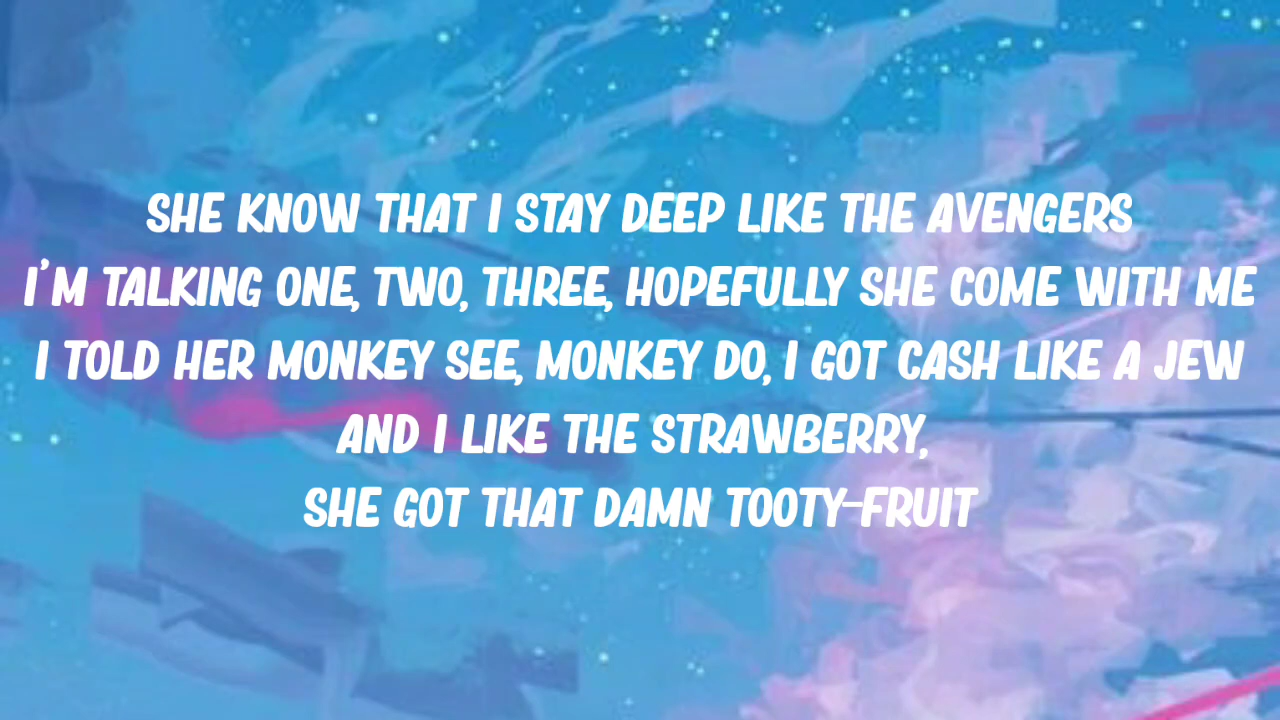 SHE KNOW THAT I STAY DEEP LIKE THE AVENGERS
I'M TALKING ONE, TWO, THREE, HOPEFULLY SHE COME WITH ME
I TOLD HER MONKEY SEE, MONKEY DO, I GOT CASH LIKE A JEW
AND I LIKE THE STRAWBERRY,
SHE GOT THAT DAMN TOOTY-FRUIT